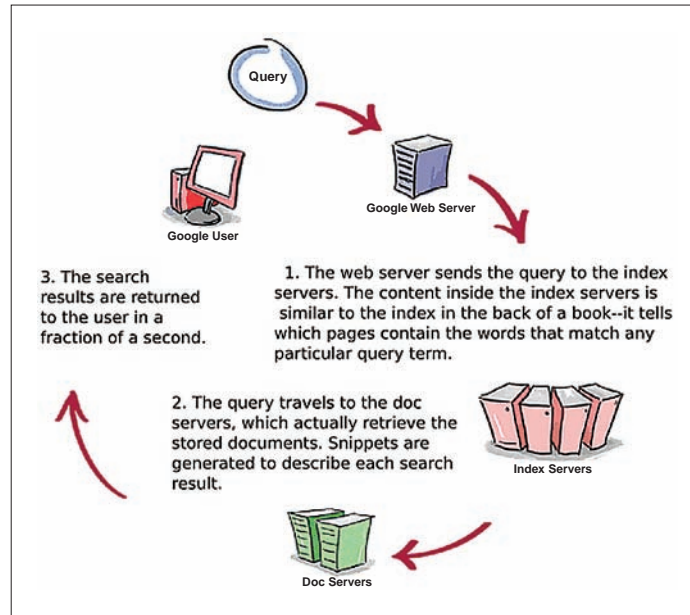 Query
Google Web Server
Google User
1. The web server sends the query to the index
servers. The content inside the index servers is
similar to the index in the back of a book--it tells
which pages contain the words that match any
particular query term.
Index Servers
2. The query travels to the doc
servers, which actually retrieve the
stored documents. Snippets are
generated to describe each search
result.
Doc Servers
3. The search
results are returned
to the user in a
fraction of a second.